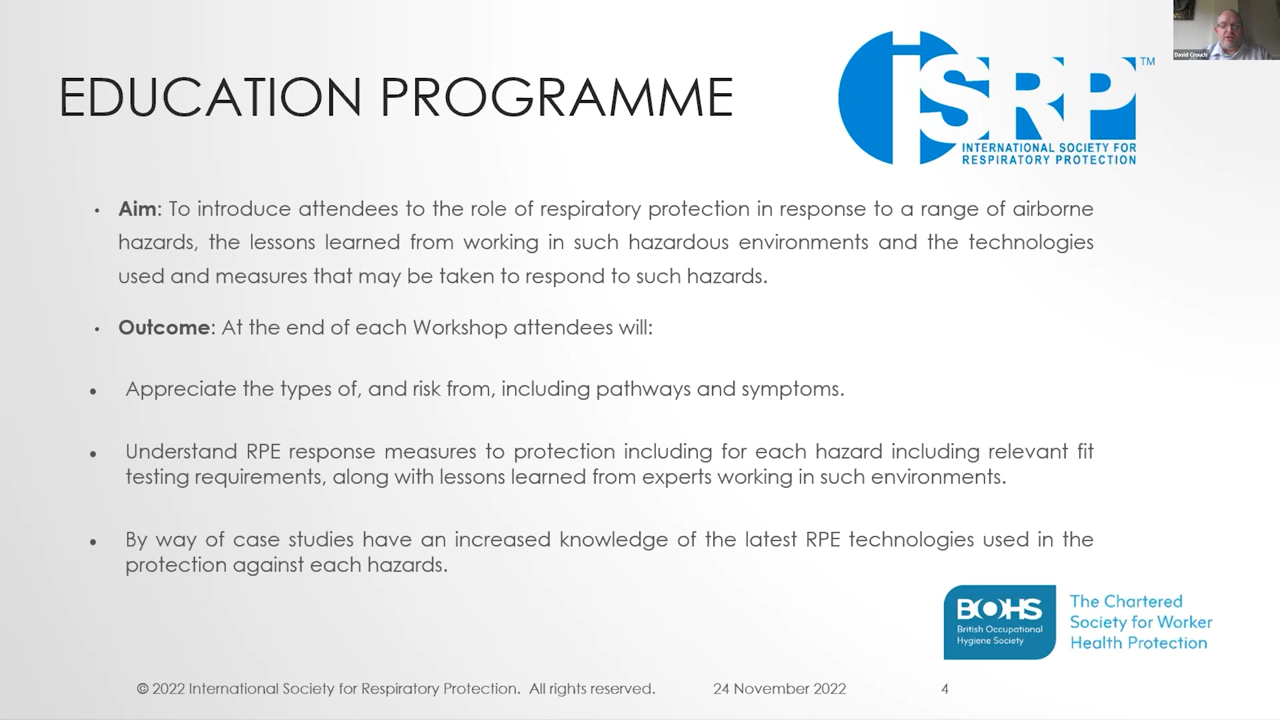 David Crouch
EDUCATION PROGRAMME
iSRP™
INTERNATIONAL SOCIETY FOR
RESPIRATORY PROTECTION
• Aim: To introduce attendees to the role of respiratory protection in response to a range of airborne
hazards, the lessons learned from working in such hazardous environments and the technologies
used and measures that may be taken to respond to such hazards.
• Outcome: At the end of each Workshop attendees will:
• Appreciate the types of, and risk from, including pathways and symptoms.
• Understand RPE response measures to protection including for each hazard including relevant fit
testing requirements, along with lessons learned from experts working in such environments.
• By way of case studies have an increased knowledge of the latest RPE technologies used in the
protection against each hazards.
BOHS
British Occupational
Hygiene Society
The Chartered
Society for Worker
Health Protection
© 2022 International Society for Respiratory Protection. All rights reserved.
24 November 2022
4